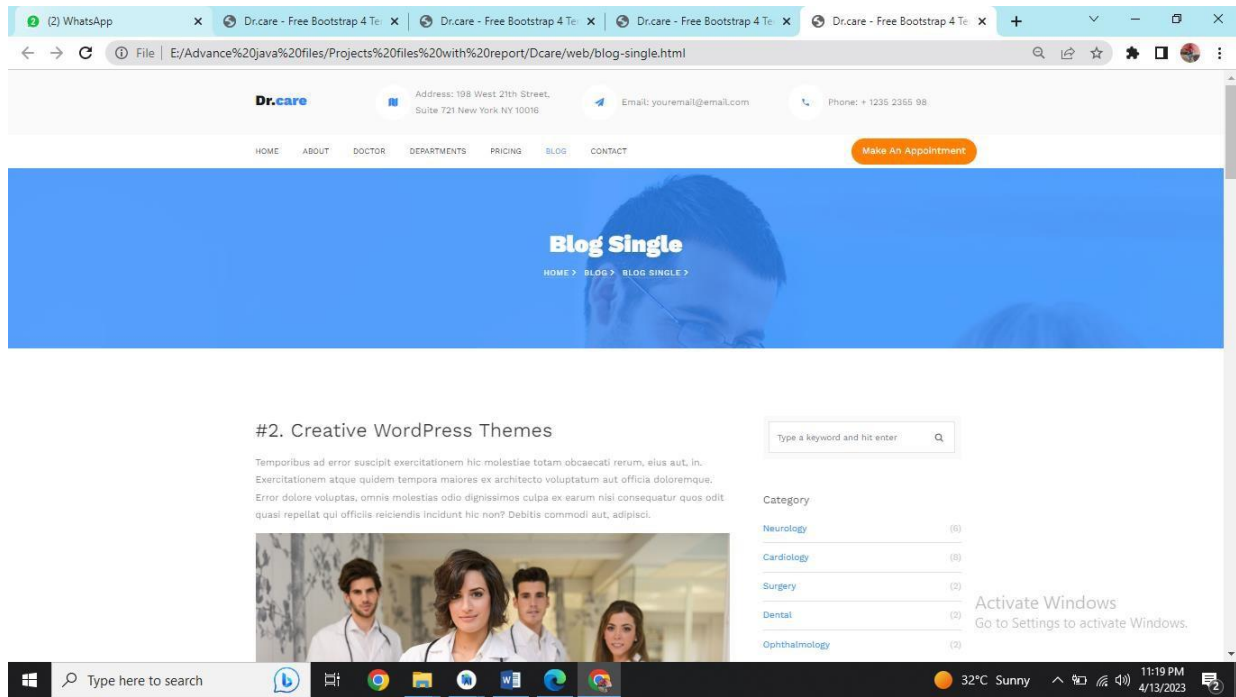 (2) WhatsApp
Dr.care - Free Bootstrap 4 Te
Dr.care - Free Bootstrap 4 Te
Dr.care - Free Bootstrap 4 Te
Dr.care - Free Bootstrap 4 Te
File | E:/Advance%20java%20files/Projects%20files%20with%20report/Dcare/web/blog-single.html
Dr.care
Address: 198 West 21th Street,
Suite 721 New York NY 10016
Email: youremail@email.com
Phone: + 1235 2355 98
HOME ABOUT DOCTOR DEPARTMENTS PRICING BLOG CONTACT
Make An Appointment
Blog Single
HOME > BLOG > BLOG SINGLE >
#2. Creative WordPress Themes
Temporibus ad error suscipit exercitationem hic molestiae totam obcaecati rerum, eius aut, in.
Exercitationem atque quidem tempora maiores ex architecto voluptatum aut officia doloremque.
Error dolore voluptas, omnis molestias odio dignissimos culpa ex earum nisi consequatur quos odit
quasi repellat qui officiis reiciendis incidunt hic non? Debitis commodi aut, adipisci.
Type a keyword and hit enter
Category
Neurology (6)
Cardiology (8)
Surgery (2)
Dental (2)
Ophthalmology (2)
Activate Windows
Go to Settings to activate Windows.
Type here to search
32°C Sunny
11:19 PM
4/13/2023
2